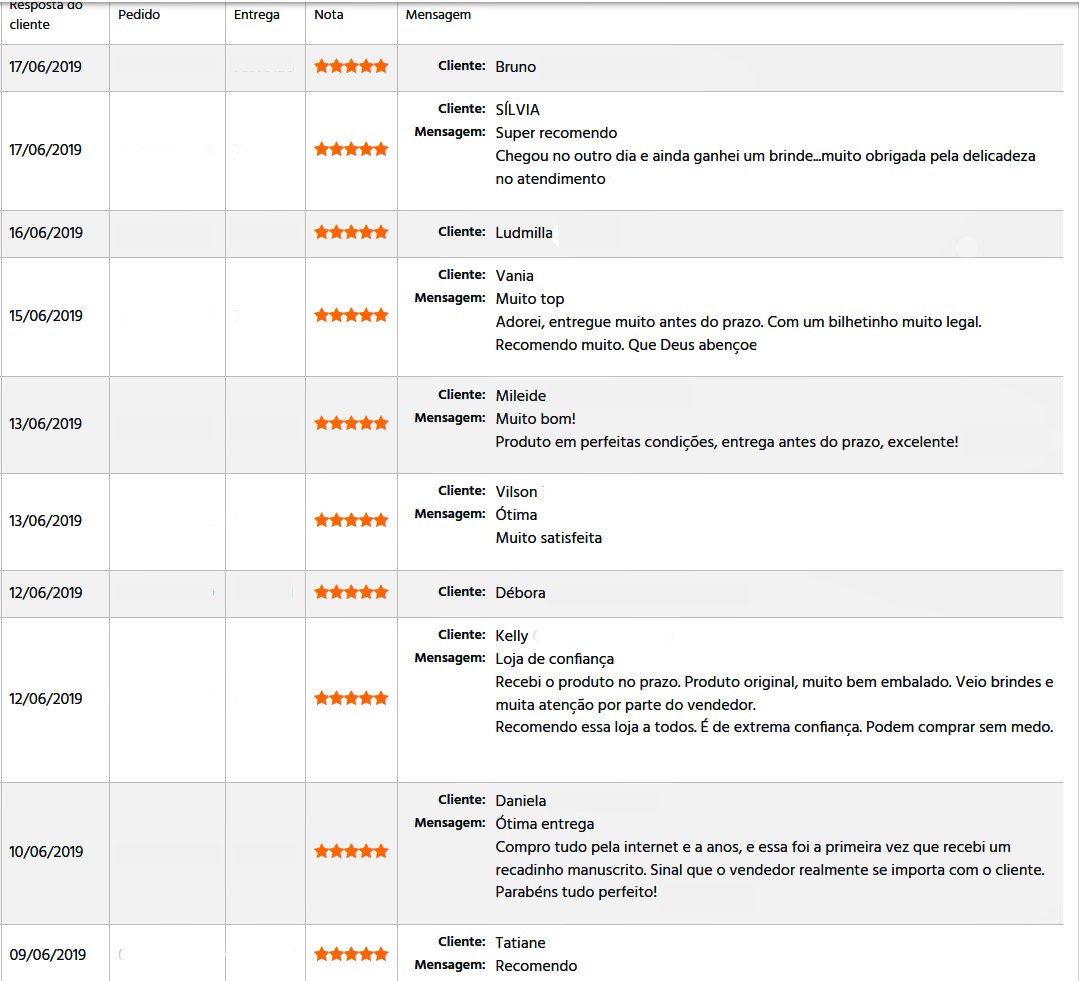 Resposta do
cliente
Pedido
Entrega
Nota
Mensagem
17/06/2019
Cliente: Bruno
17/06/2019
Cliente: SÍLVIA
Mensagem: Super recomendo
Chegou no outro dia e ainda ganhei um brinde...muito obrigada pela delicadeza
no atendimento
16/06/2019
Cliente: Ludmilla
15/06/2019
Cliente: Vania
Mensagem: Muito top
Adorei, entregue muito antes do prazo. Com um bilhetinho muito legal.
Recomendo muito. Que Deus abençoe
13/06/2019
Cliente: Mileide
Mensagem: Muito bom!
Produto em perfeitas condições, entrega antes do prazo, excelente!
13/06/2019
Cliente: Vilson
Mensagem: Ótima
Muito satisfeita
12/06/2019
Cliente: Débora
12/06/2019
Cliente: Kelly
Mensagem: Loja de confiança
Recebi o produto no prazo. Produto original, muito bem embalado. Veio brindes e
muita atenção por parte do vendedor.
Recomendo essa loja a todos. É de extrema confiança. Podem comprar sem medo.
10/06/2019
Cliente: Daniela
Mensagem: Ótima entrega
Compro tudo pela internet e a anos, e essa foi a primeira vez que recebi um
recadinho manuscrito. Sinal que o vendedor realmente se importa com o cliente.
Parabéns tudo perfeito!
09/06/2019
Cliente: Tatiane
Mensagem: Recomendo